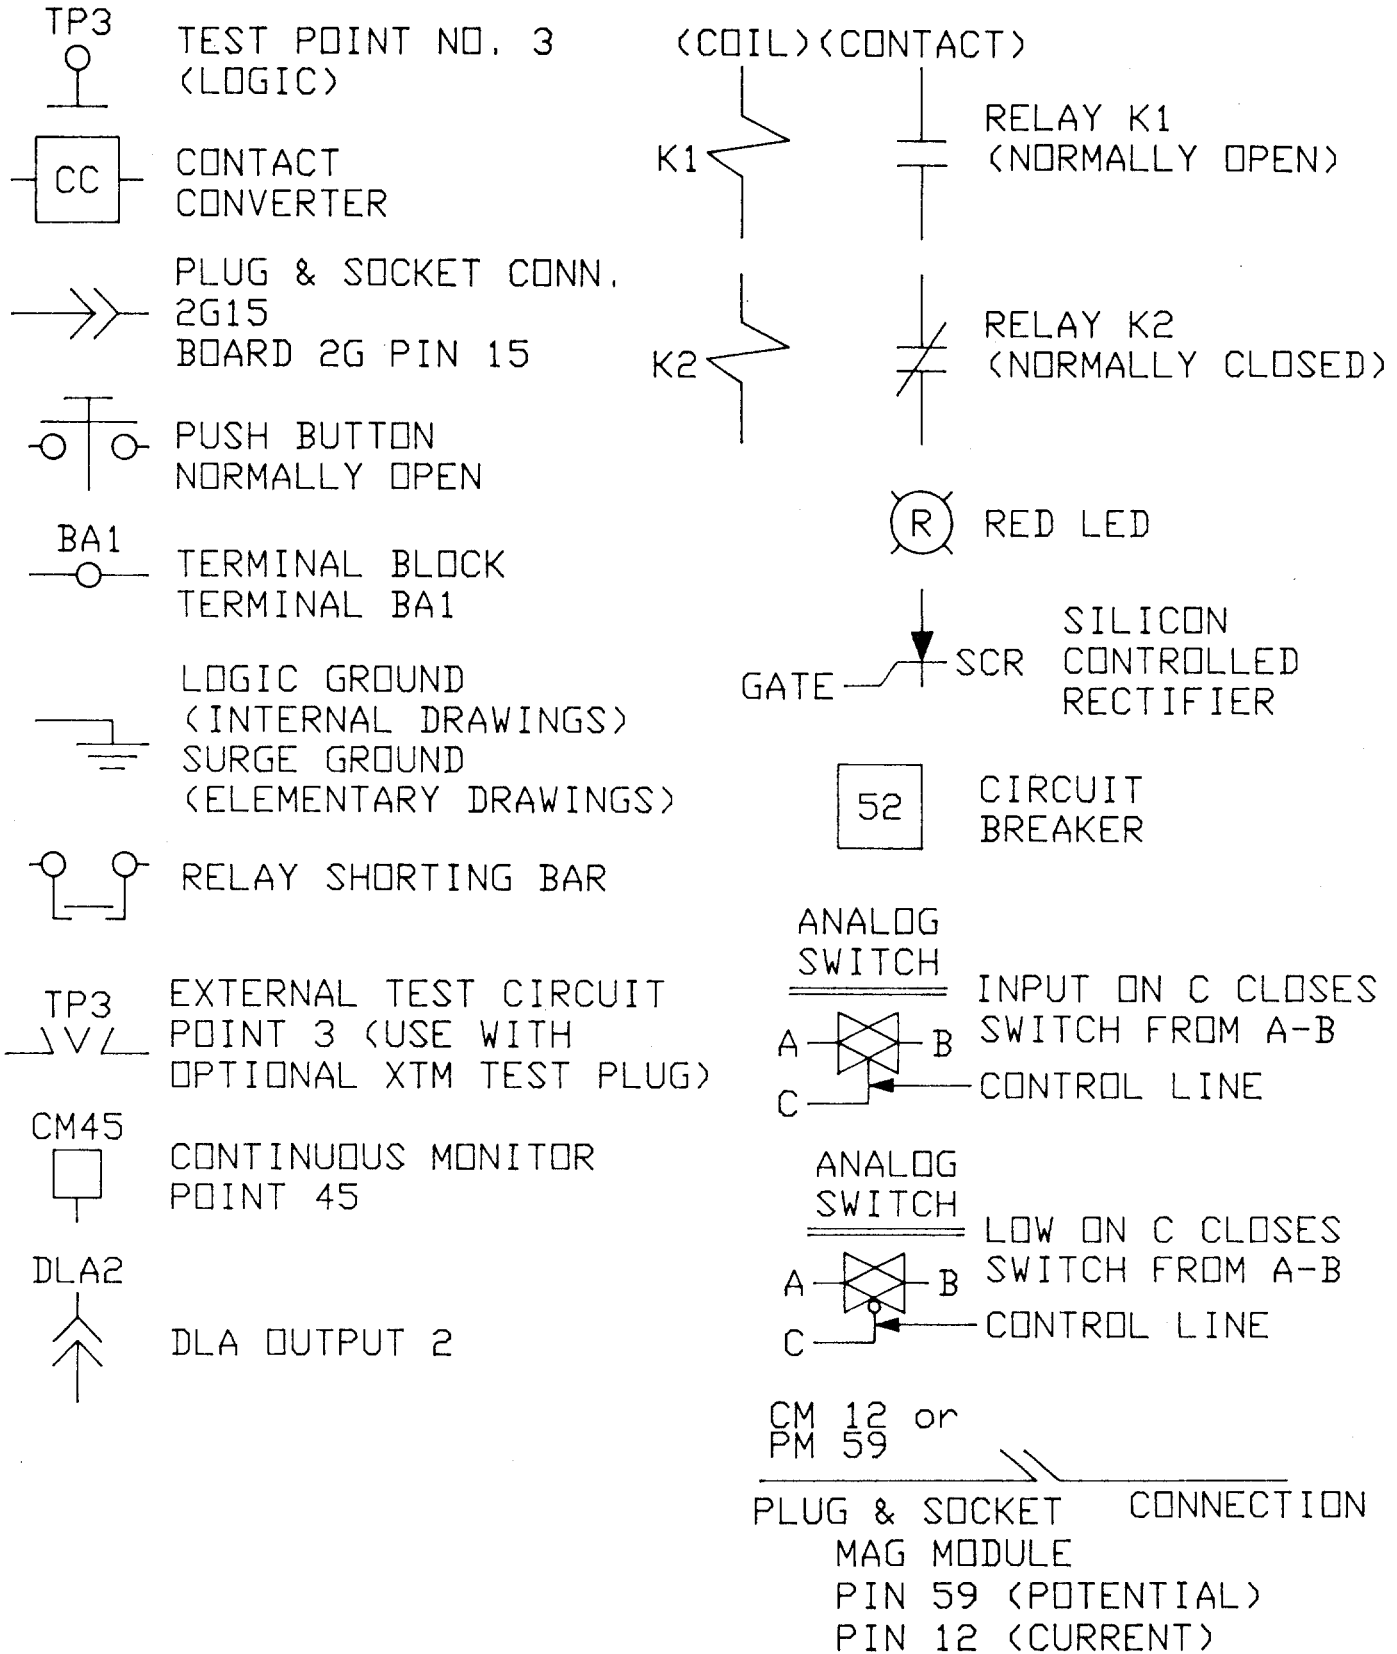 TP3
TEST POINT NO. 3
(LOGIC)
CC
CONTACT
CONVERTER
PLUG & SOCKET CONN.
2G15
BOARD 2G PIN 15
PUSH BUTTON
NORMALLY OPEN
BA1
TERMINAL BLOCK
TERMINAL BA1
LOGIC GROUND
(INTERNAL DRAWINGS)
SURGE GROUND
(ELEMENTARY DRAWINGS)
RELAY SHORTING BAR
TP3
EXTERNAL TEST CIRCUIT
POINT 3 (USE WITH
OPTIONAL XTM TEST PLUG)
CM45
CONTINUOUS MONITOR
POINT 45
DLA2
DLA OUTPUT 2
(COIL) (CONTACT)
K1
RELAY K1
(NORMALLY OPEN)
K2
RELAY K2
(NORMALLY CLOSED)
R
RED LED
GATE
SCR
SILICON
CONTROLLED
RECTIFIER
52
CIRCUIT
BREAKER
ANALOG
SWITCH
INPUT ON C CLOSES
SWITCH FROM A-B
A
B
C
CONTROL LINE
ANALOG
SWITCH
LOW ON C CLOSES
SWITCH FROM A-B
A
B
C
CONTROL LINE
CM 12 or
PM 59
PLUG & SOCKET CONNECTION
MAG MODULE
PIN 59 (POTENTIAL)
PIN 12 (CURRENT)